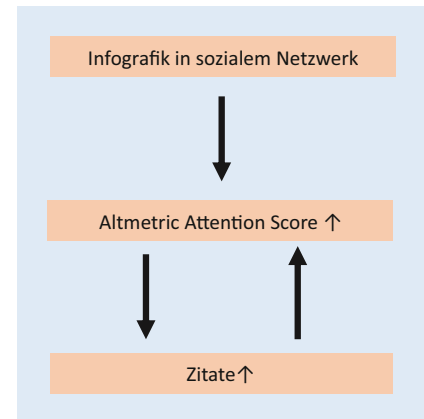 Infografik in sozialem Netzwerk
Altmetric Attention Score ↑
Zitate↑